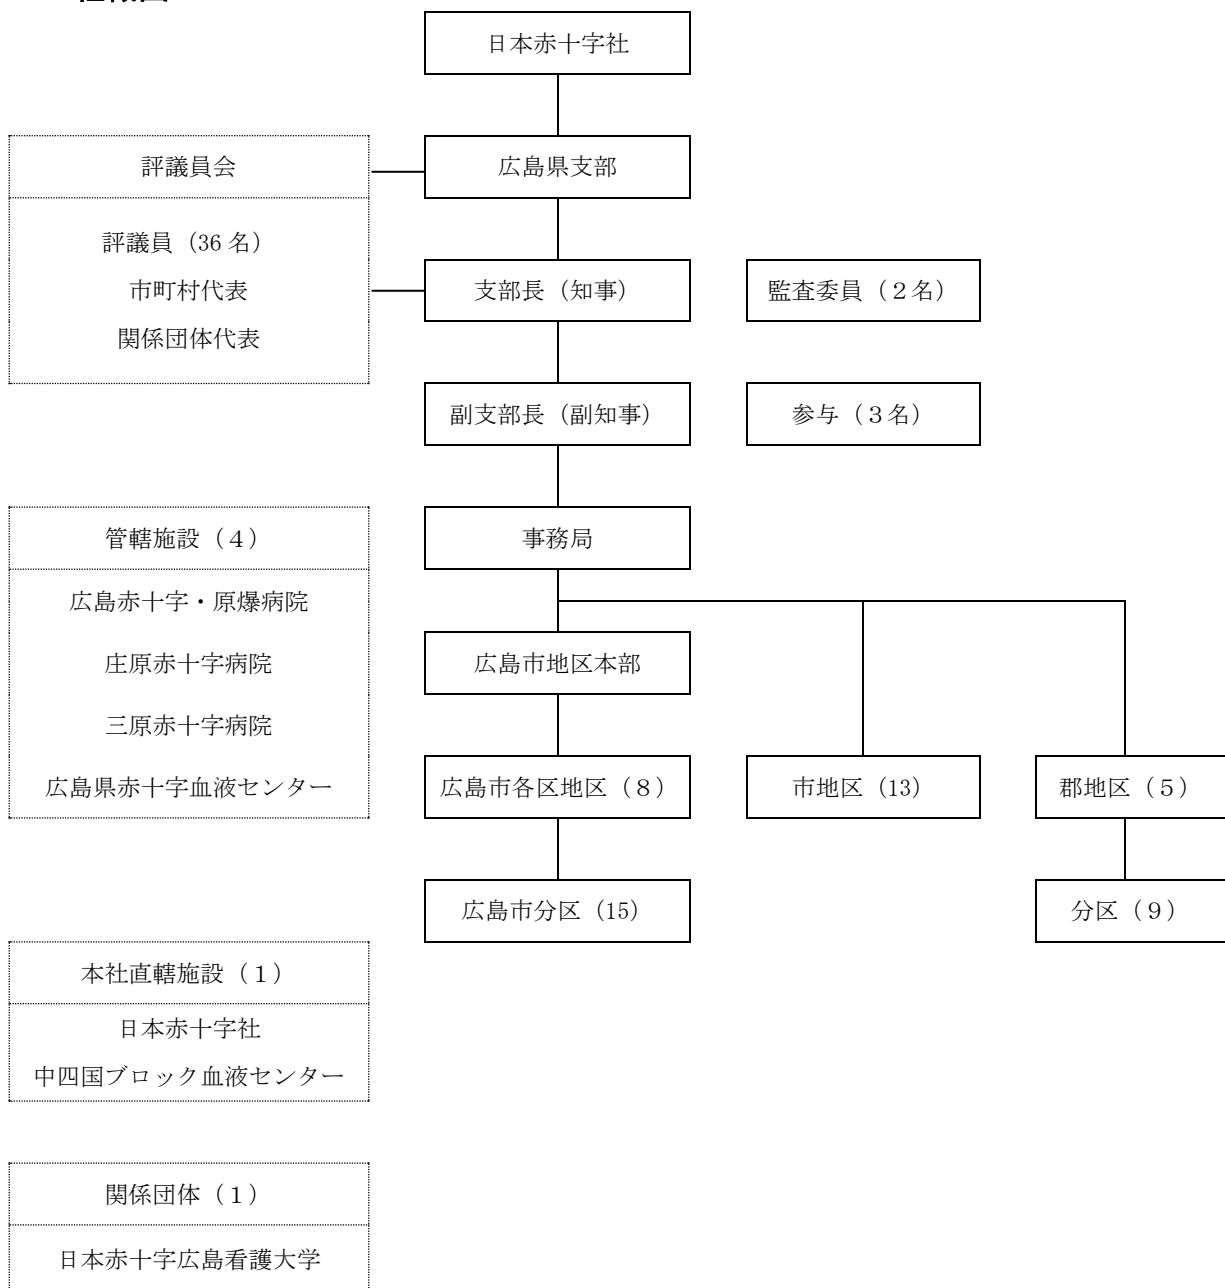 日本赤十字社
評議員会
広島県支部
評議員（36 名）
市町村代表
関係団体代表
支部長（知事）
監査委員（２名）
副支部長（副知事）
参与（３名）
管轄施設（４）
事務局
広島赤十字・原爆病院
庄原赤十字病院
三原赤十字病院
広島県赤十字血液センター
広島市地区本部
広島市各区地区（８）
市地区（13）
郡地区（５）
広島市分区（15）
分区（９）
本社直轄施設（１）
日本赤十字社
中四国ブロック血液センター
関係団体（１）
日本赤十字広島看護大学